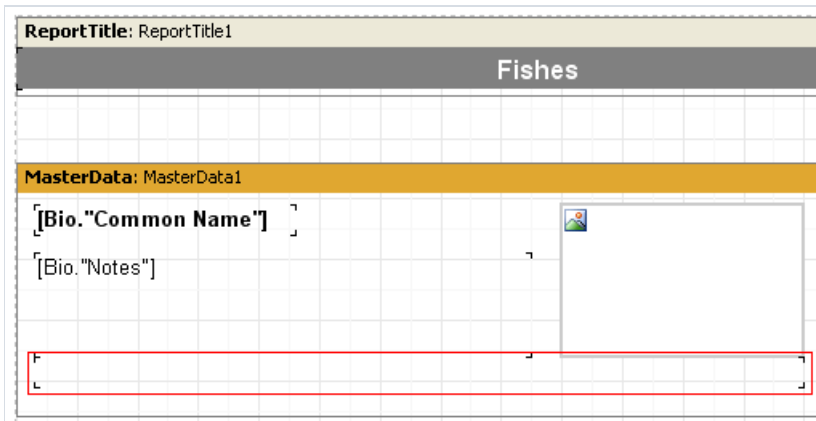 ReportTitle: ReportTitle1
Fishes
MasterData: MasterData1
[Bio."Common Name"]
[Bio."Notes"]